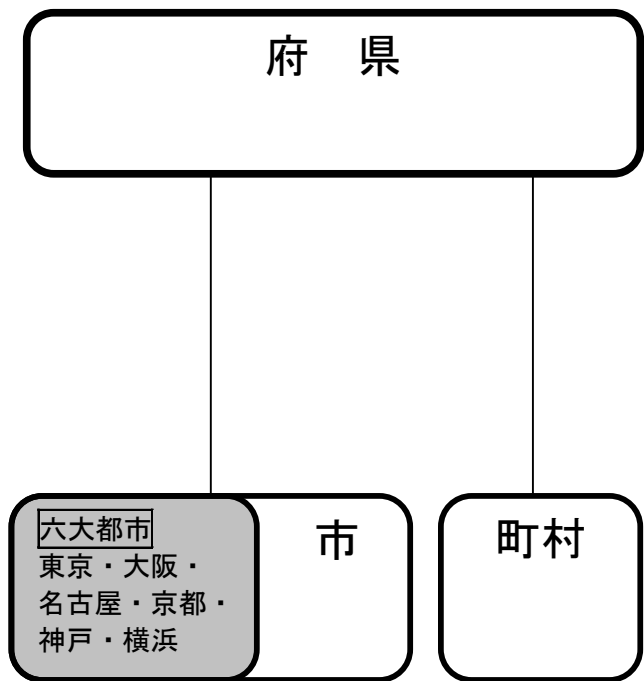 府　県
六大都市
東京・大阪・
名古屋・京都・
神戸・横浜
市
町村